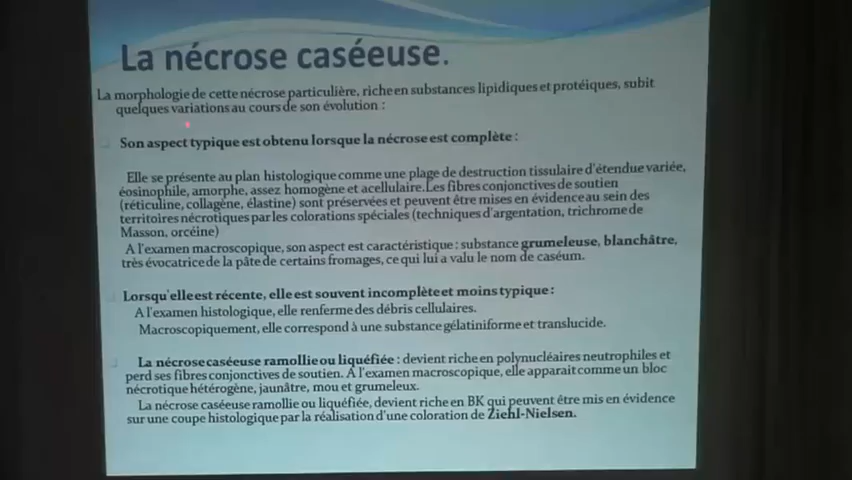 La nécrose caséeuse.
La morphologie de cette nécrose particulière, riche en substances lipidiques et protéiques, subit
quelques variations au cours de son évolution :
Son aspect typique est obtenu lorsque la nécrose est complète :
Elle se présente au plan histologique comme une plage de destruction tissulaire d'étendue variée,
éosinophile, amorphe, assez homogène et acellulaire. Les fibres conjonctives de soutien
(réticuline, collagène, élastine) sont préservées et peuvent être mises en évidence au sein des
territoires nécrotiques par les colorations spéciales (techniques d'argentation, trichrome de
Masson, orcéine)
A l'examen macroscopique, son aspect est caractéristique : substance grumeleuse, blanchâtre,
très évocatrice de la pâte de certains fromages, ce qui lui a valu le nom de caséum.
Lorsqu'elle est récente, elle est souvent incomplète et moins typique :
A l'examen histologique, elle renferme des débris cellulaires.
Macroscopiquement, elle correspond à une substance gélatiniforme et translucide.
La nécrose caséeuse ramollie ou liquéfiée : devient riche en polynucléaires neutrophiles et
perd ses fibres conjonctives de soutien. A l'examen macroscopique, elle apparait comme un bloc
nécrotique hétérogène, jaunâtre, mou et grumeleux.
La nécrose caséeuse ramollie ou liquéfiée, devient riche en BK qui peuvent être mis en évidence
sur une coupe histologique par la réalisation d'une coloration de Ziehl-Nielsen.